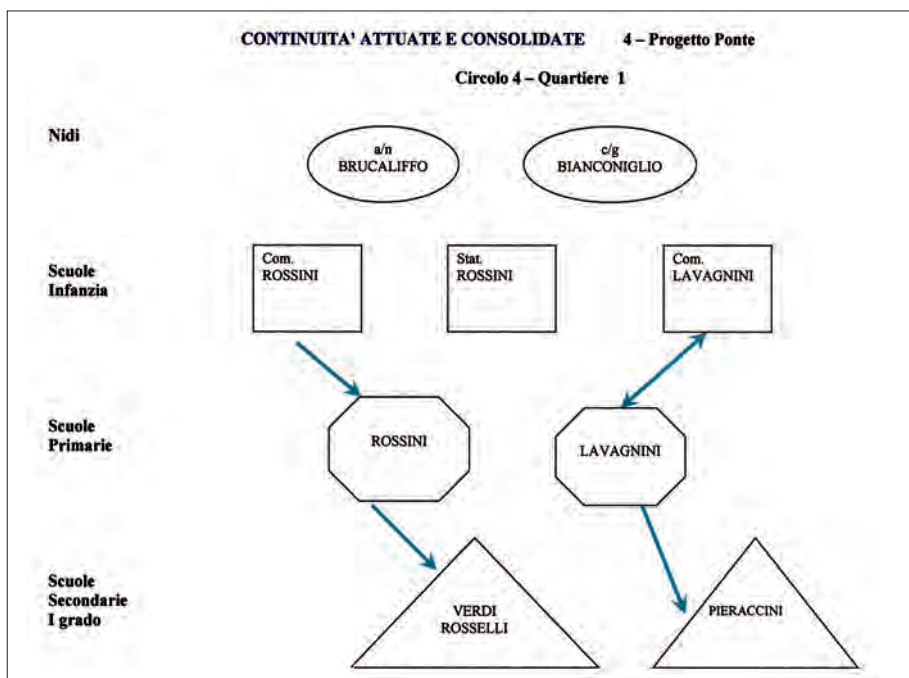 CONTINUITA' ATTUATE E CONSOLIDATE 4 – Progetto Ponte
Circolo 4 – Quartiere 1
Nidi
a/n
BRUCALIFFO
c/g
BIANCONIGLIO
Scuole
Infanzia
Com.
ROSSINI
Stat.
ROSSINI
Com.
LAVAGNINI
Scuole
Primarie
ROSSINI
LAVAGNINI
Scuole
Secondarie
I grado
VERDI
ROSSELLI
PIERACCINI